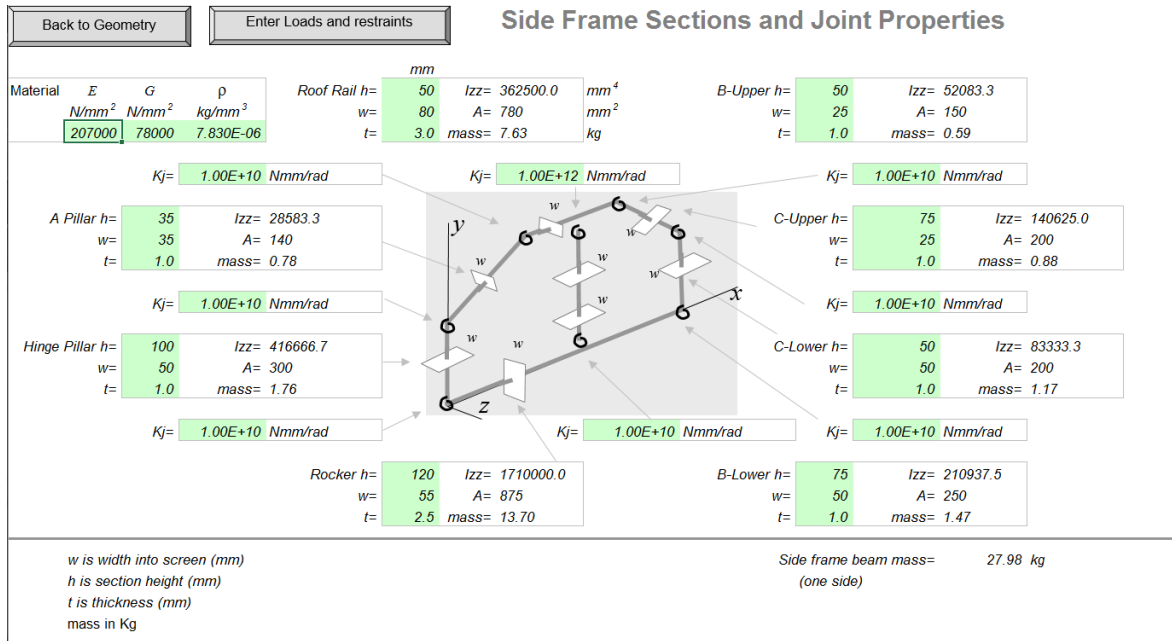 Back to Geometry
Enter Loads and restraints
Side Frame Sections and Joint Properties
mm
Material E G ρ
N/mm² N/mm² kg/mm³
207000 78000 7.830E-06
Roof Rail h= 50 Izz= 362500.0 mm⁴
w= 80 A= 780 mm²
t= 3.0 mass= 7.63 kg
B-Upper h= 50 Izz= 52083.3
w= 25 A= 150
t= 1.0 mass= 0.59
Kj= 1.00E+10 Nmm/rad
Kj= 1.00E+12 Nmm/rad
Kj= 1.00E+10 Nmm/rad
A Pillar h= 35 Izz= 28583.3
w= 35 A= 140
t= 1.0 mass= 0.78
C-Upper h= 75 Izz= 140625.0
w= 25 A= 200
t= 1.0 mass= 0.88
y
w
w
w
w
w
w
w
w
x
z
Kj= 1.00E+10 Nmm/rad
Kj= 1.00E+10 Nmm/rad
Hinge Pillar h= 100 Izz= 416666.7
w= 50 A= 300
t= 1.0 mass= 1.76
C-Lower h= 50 Izz= 83333.3
w= 50 A= 200
t= 1.0 mass= 1.17
Kj= 1.00E+10 Nmm/rad
Kj= 1.00E+10 Nmm/rad
Kj= 1.00E+10 Nmm/rad
Rocker h= 120 Izz= 1710000.0
w= 55 A= 875
t= 2.5 mass= 13.70
B-Lower h= 75 Izz= 210937.5
w= 50 A= 250
t= 1.0 mass= 1.47
w is width into screen (mm)
h is section height (mm)
t is thickness (mm)
mass in Kg
Side frame beam mass= 27.98 kg
(one side)